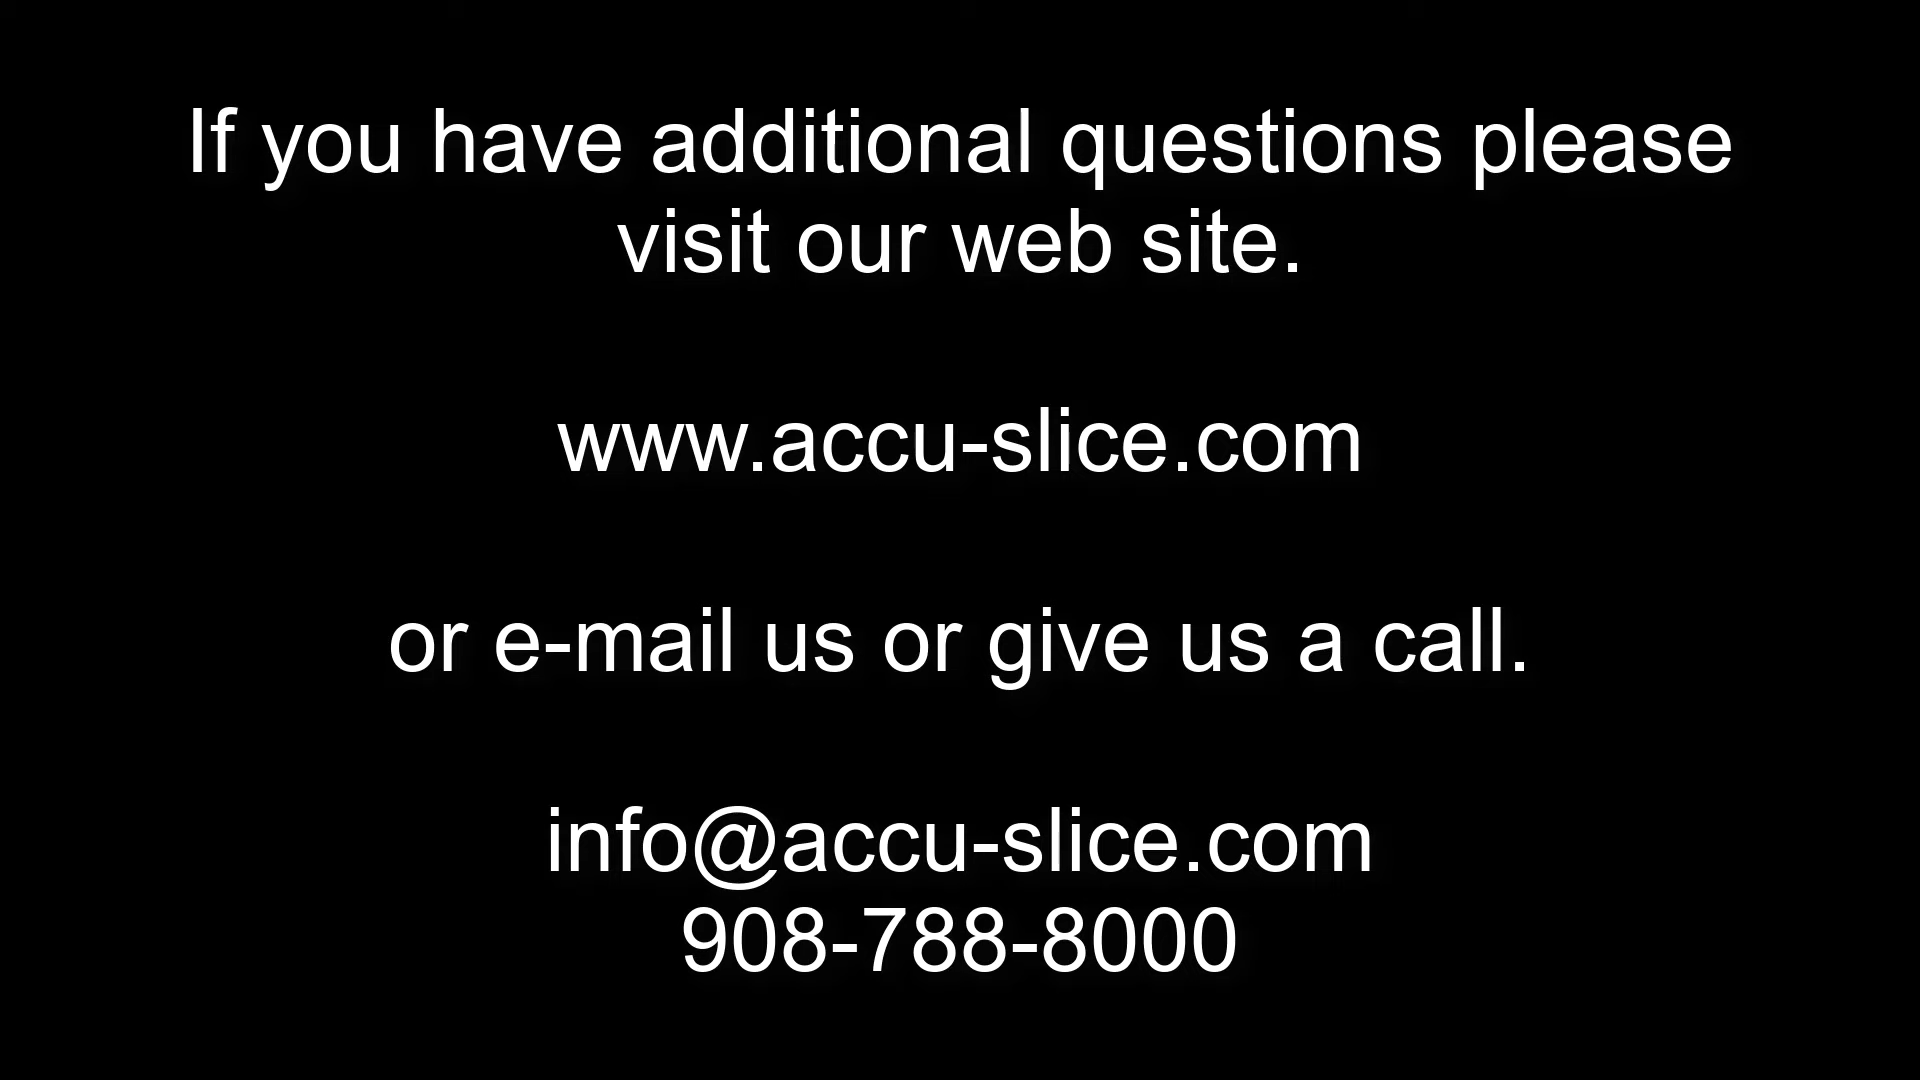 If you have additional questions please
visit our web site.
www.accu-slice.com
or e-mail us or give us a call.
info@accu-slice.com
908-788-8000